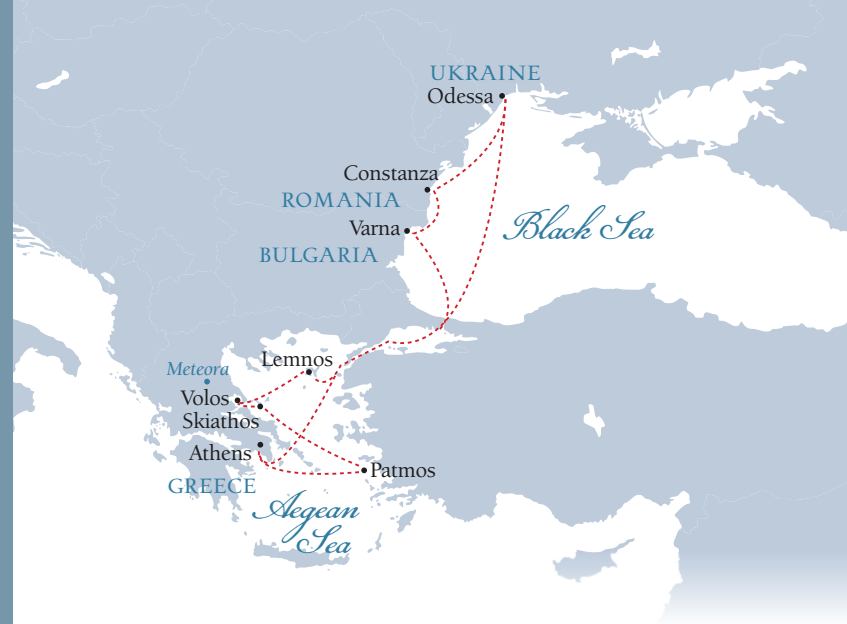 UKRAINE
Odessa
Constanza
ROMANIA
Varna
BULGARIA
Black Sea
Lemnos
Meteora
Volos
Skiathos
Athens
Patmos
GREECE
Aegean
Sea